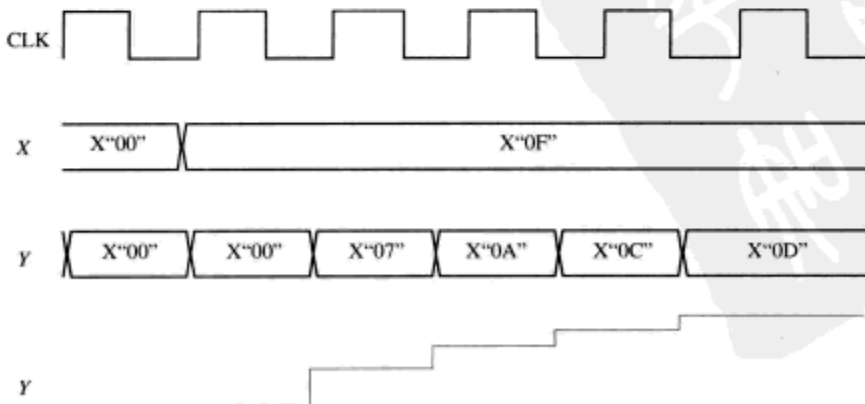 CLK
X X“00” X“0F”
Y X“00” X“00” X“07” X“0A” X“0C” X“0D”
Y